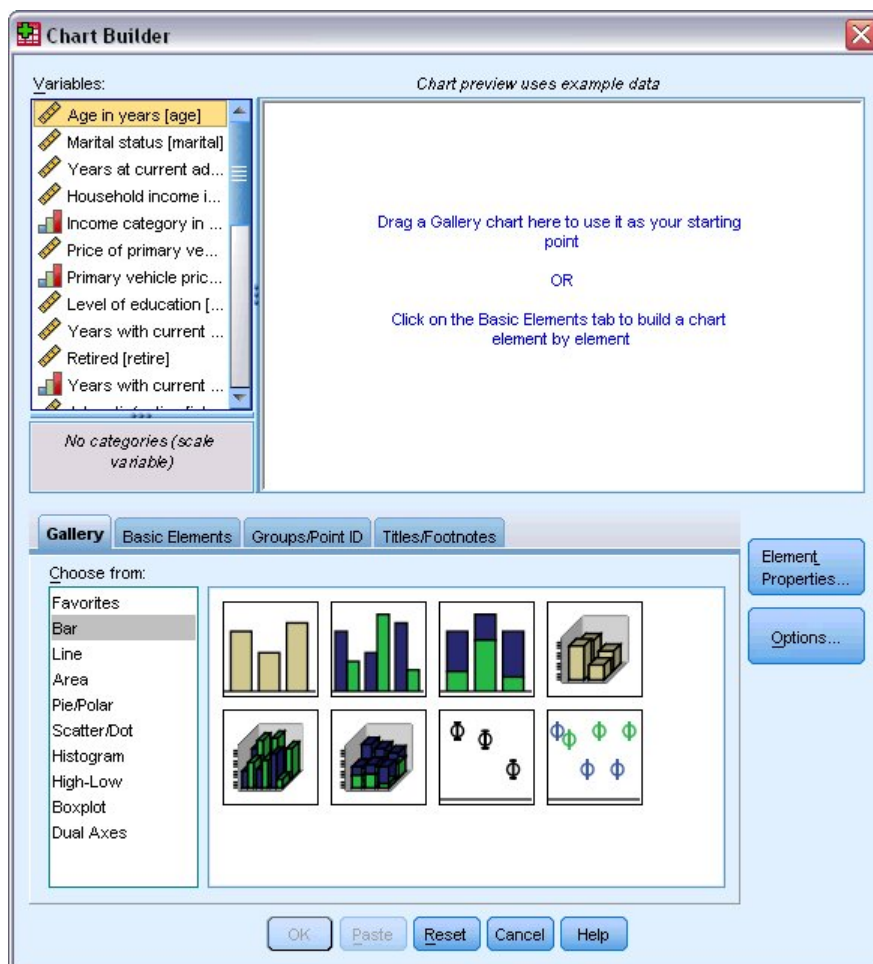 Chart Builder
Variables:
Chart preview uses example data
Age in years [age]
Marital status [marital]
Years at current ad...
Household income i...
Income category in ...
Price of primary ve...
Primary vehicle pric...
Level of education [...
Years with current ...
Retired [retire]
Years with current ...
No categories (scale
variable)
Drag a Gallery chart here to use it as your starting
point
OR
Click on the Basic Elements tab to build a chart
element by element
Gallery
Basic Elements
Groups/Point ID
Titles/Footnotes
Choose from:
Favorites
Bar
Line
Area
Pie/Polar
Scatter/Dot
Histogram
High-Low
Boxplot
Dual Axes
Element
Properties...
Options...
OK
Paste
Reset
Cancel
Help